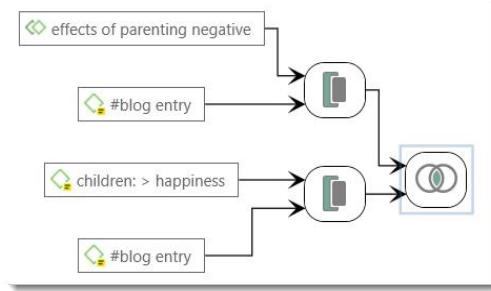 effects of parenting negative
#blog entry
children: > happiness
#blog entry